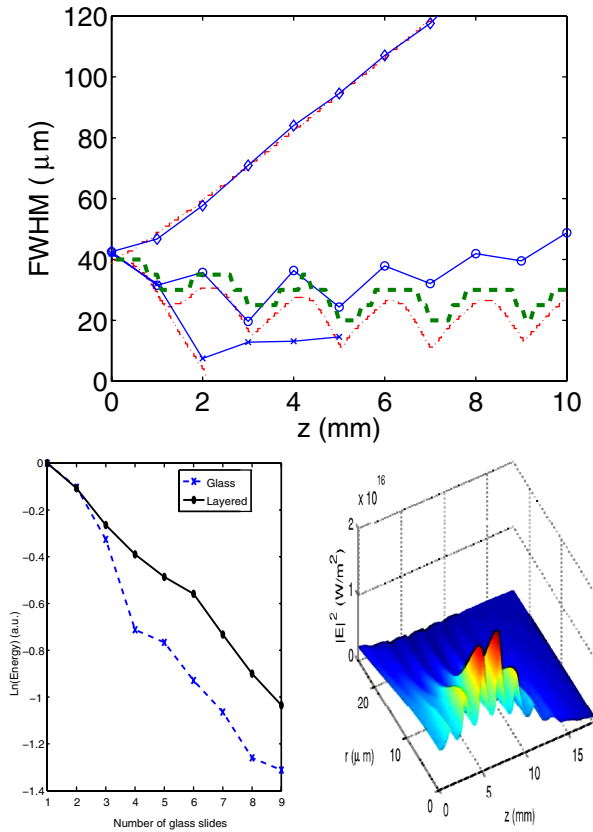 120
100
80
60
40
20
0
FWHM ( μm)
0 2 4 6 8 10
z (mm)
0
−0.2
−0.4
−0.6
−0.8
−1
−1.2
−1.4
Ln(Energy) (a.u.)
Glass
Layered
1 2 3 4 5 6 7 8 9
Number of glass slides
x 10^16
2
1
0
|E|^2 (W/m^2)
20
10
0
r (μ m)
0 5 10 15
z (mm)